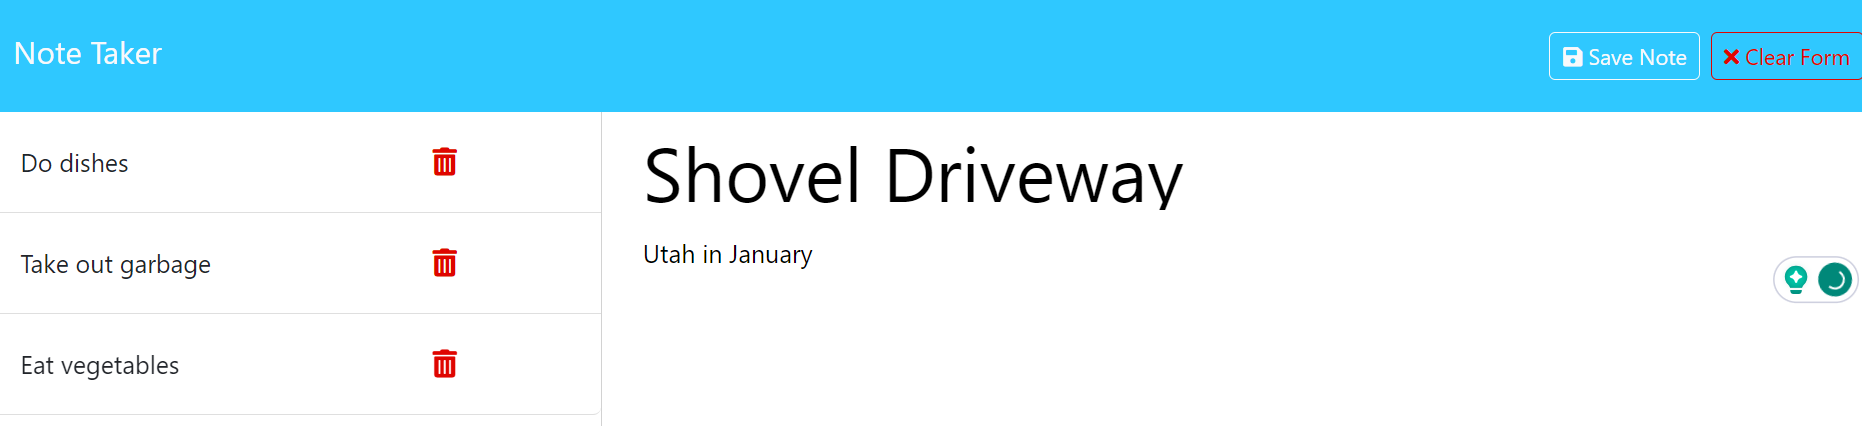 Note Taker
Save Note
Clear Form
Do dishes
Take out garbage
Eat vegetables
Shovel Driveway
Utah in January